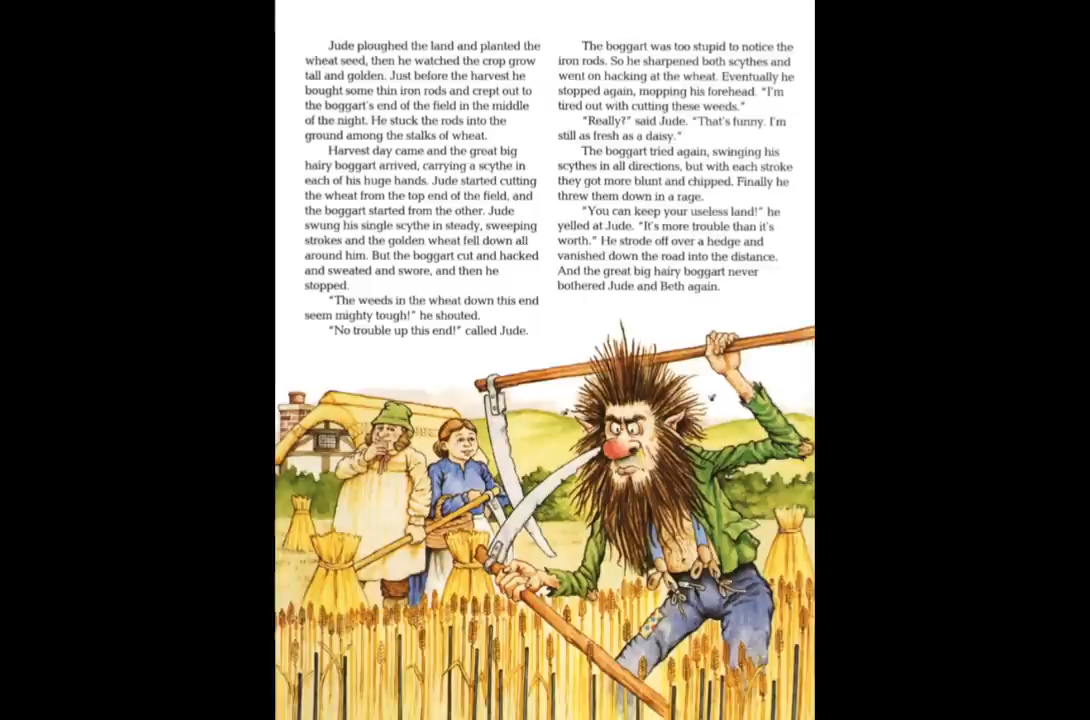 Jude ploughed the land and planted the
wheat seed, then he watched the crop grow
tall and golden. Just before the harvest he
bought some thin iron rods and crept out to
the boggart's end of the field in the middle
of the night. He stuck the rods into the
ground among the stalks of wheat.
Harvest day came and the great big
hairy boggart arrived, carrying a scythe in
each of his huge hands. Jude started cutting
the wheat from the top end of the field, and
the boggart started from the other. Jude
swung his single scythe in steady, sweeping
strokes and the golden wheat fell down all
around him. But the boggart cut and hacked
and sweated and swore, and then he
stopped.
"The weeds in the wheat down this end
seem mighty tough!" he shouted.
"No trouble up this end!" called Jude.
The boggart was too stupid to notice the
iron rods. So he sharpened both scythes and
went on hacking at the wheat. Eventually he
stopped again, mopping his forehead. "I'm
tired out with cutting these weeds."
"Really?" said Jude. "That's funny. I'm
still as fresh as a daisy."
The boggart tried again, swinging his
scythes in all directions, but with each stroke
they got more blunt and chipped. Finally he
threw them down in a rage.
"You can keep your useless land!" he
yelled at Jude. "It's more trouble than it's
worth." He strode off over a hedge and
vanished down the road into the distance.
And the great big hairy boggart never
bothered Jude and Beth again.